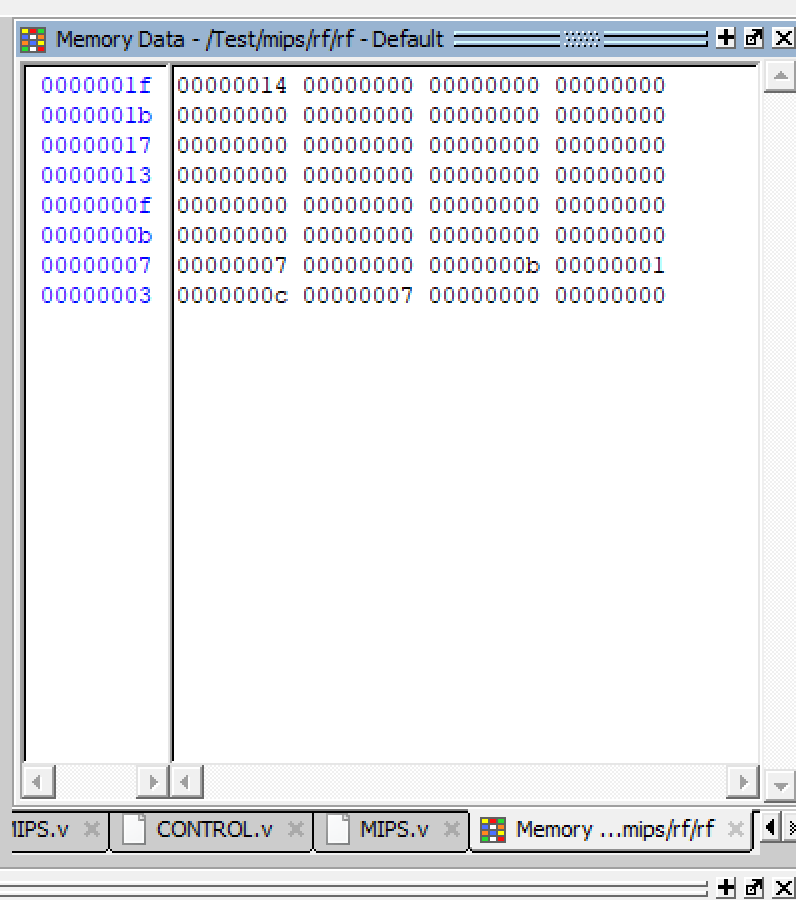 Memory Data - /Test/mips/rf/rf - Default
0000001f 00000014 00000000 00000000 00000000
0000001b 00000000 00000000 00000000 00000000
00000017 00000000 00000000 00000000 00000000
00000013 00000000 00000000 00000000 00000000
0000000f 00000000 00000000 00000000 00000000
0000000b 00000000 00000000 00000000 00000000
00000007 00000007 00000000 0000000b 00000001
00000003 0000000c 00000007 00000000 00000000
MIPS.v CONTROL.v MIPS.v Memory ...mips/rf/rf